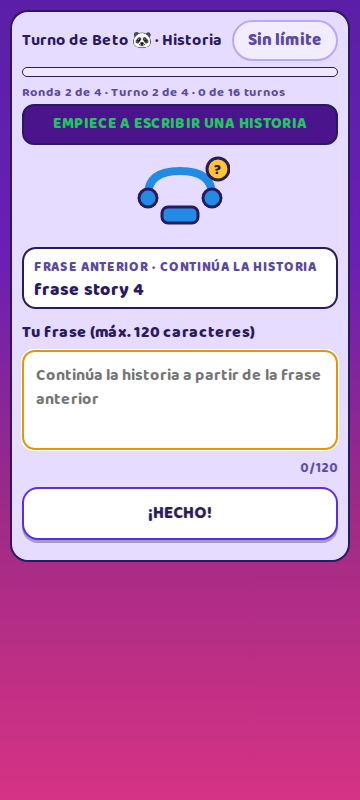 Turno de Beto 🐼 · Historia
Sin límite
Ronda 2 de 4 · Turno 2 de 4 · 0 de 16 turnos
EMPIECE A ESCRIBIR UNA HISTORIA
?
FRASE ANTERIOR · CONTINÚA LA HISTORIA
frase story 4
Tu frase (máx. 120 caracteres)
Continúa la historia a partir de la frase
anterior
0/120
¡HECHO!